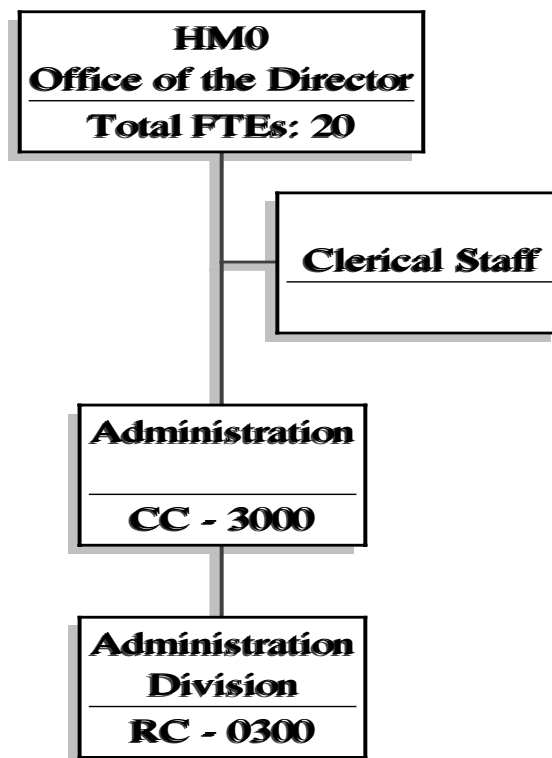 HM0
Office of the Director
Total FTEs: 20
Clerical Staff
Administration
CC - 3000
Administration
Division
RC - 0300